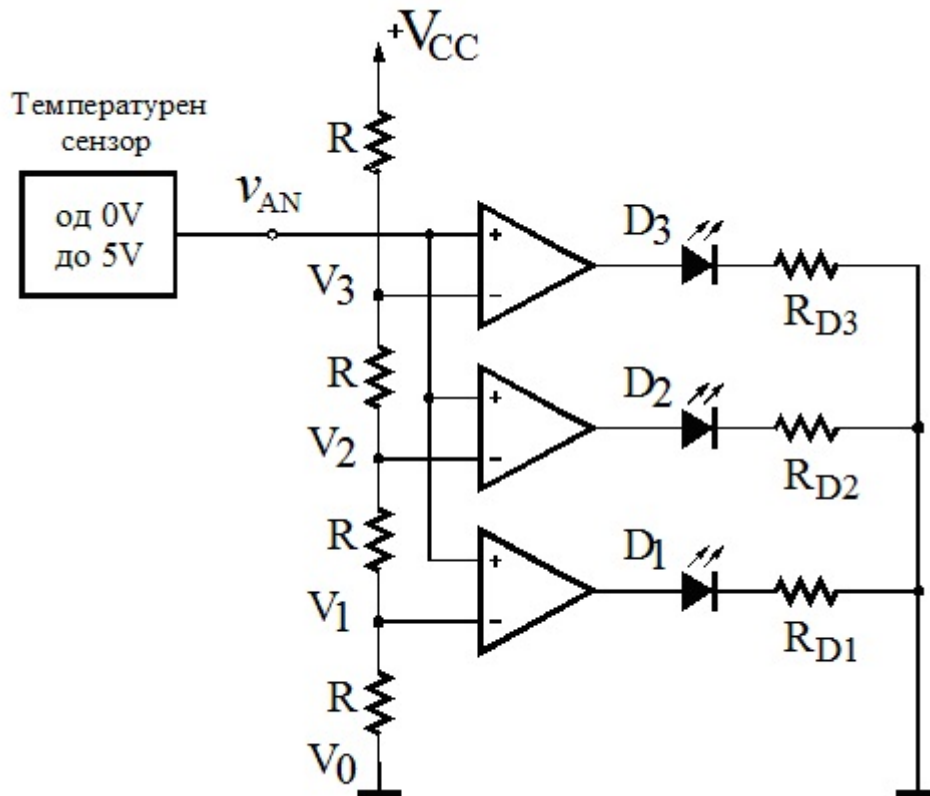 +VCC
Температурен
сензор
R
vAN
од 0V
до 5V
+
D3
V3
−
RD3
R
D2
+
V2
−
RD2
R
D1
+
V1
−
RD1
R
V0